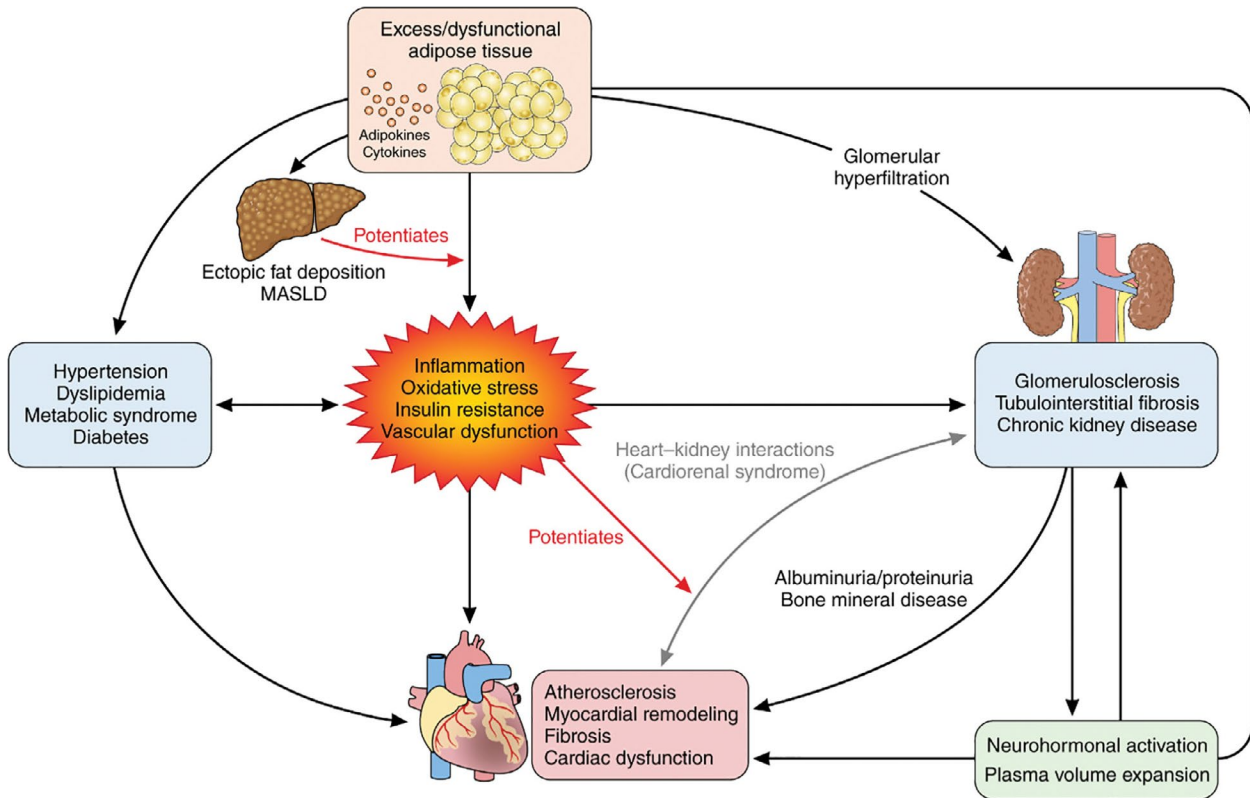 Excess/dysfunctional
adipose tissue
Adipokines
Cytokines
Glomerular
hyperfiltration
Potentiates
Ectopic fat deposition
MASLD
Hypertension
Dyslipidemia
Metabolic syndrome
Diabetes
Inflammation
Oxidative stress
Insulin resistance
Vascular dysfunction
Glomerulosclerosis
Tubulointerstitial fibrosis
Chronic kidney disease
Heart–kidney interactions
(Cardiorenal syndrome)
Potentiates
Albuminuria/proteinuria
Bone mineral disease
Atherosclerosis
Myocardial remodeling
Fibrosis
Cardiac dysfunction
Neurohormonal activation
Plasma volume expansion